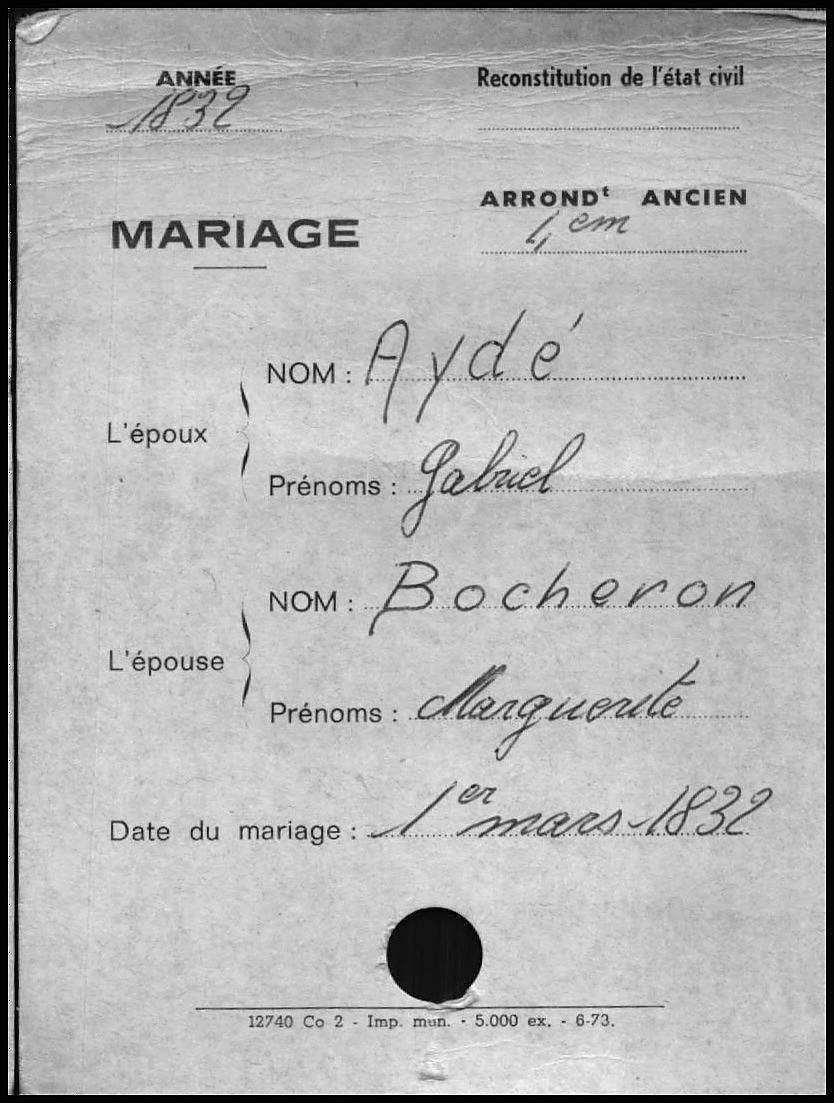 ANNÉE
1832
Reconstitution de l'état civil
ARRONDᵗ ANCIEN
4em
MARIAGE
L'époux
NOM : Aydé
Prénoms : Gabriel
L'épouse
NOM : Bocheron
Prénoms : Marguerite
Date du mariage : 1er mars 1832
12740 Co 2 - Imp. mun. - 5.000 ex. - 6-73.